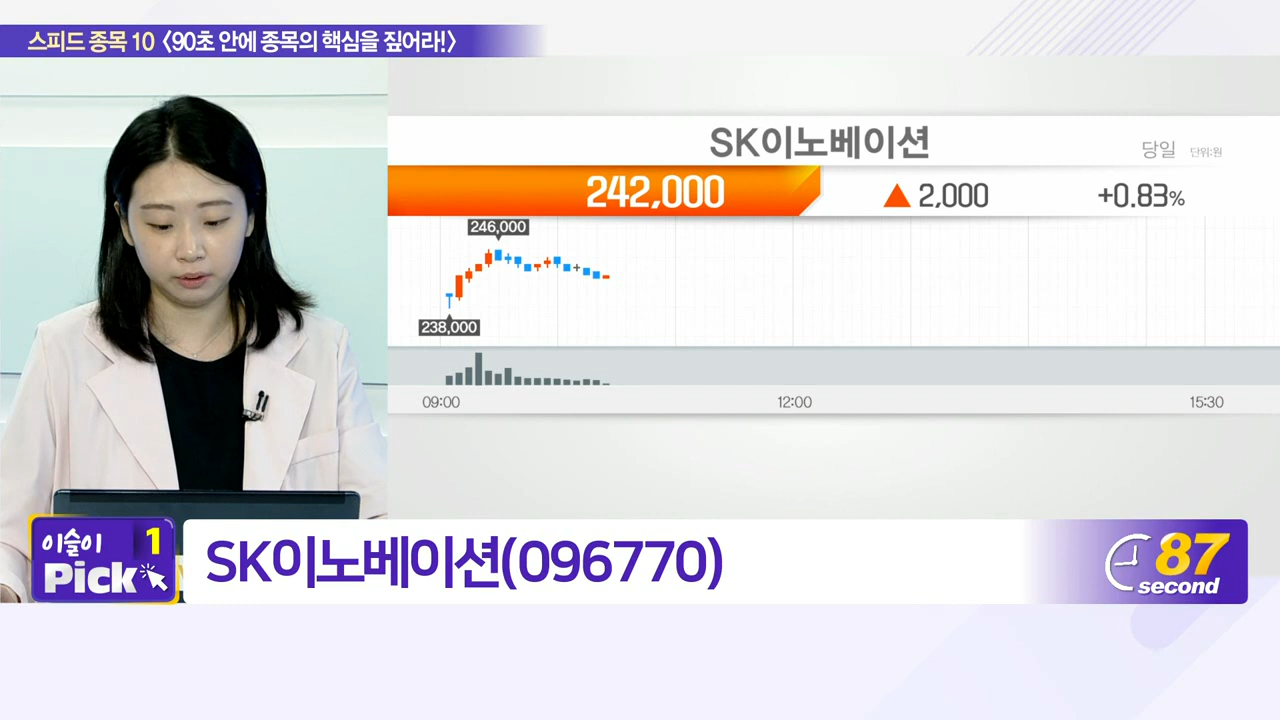 스피드 종목 10 <90초 안에 종목의 핵심을 짚어라!>
SK이노베이션
당일 단위:원
242,000 ▲ 2,000 +0.83%
246,000
238,000
09:00 12:00 15:30
이슬이 1
Pick
SK이노베이션(096770)
87
second